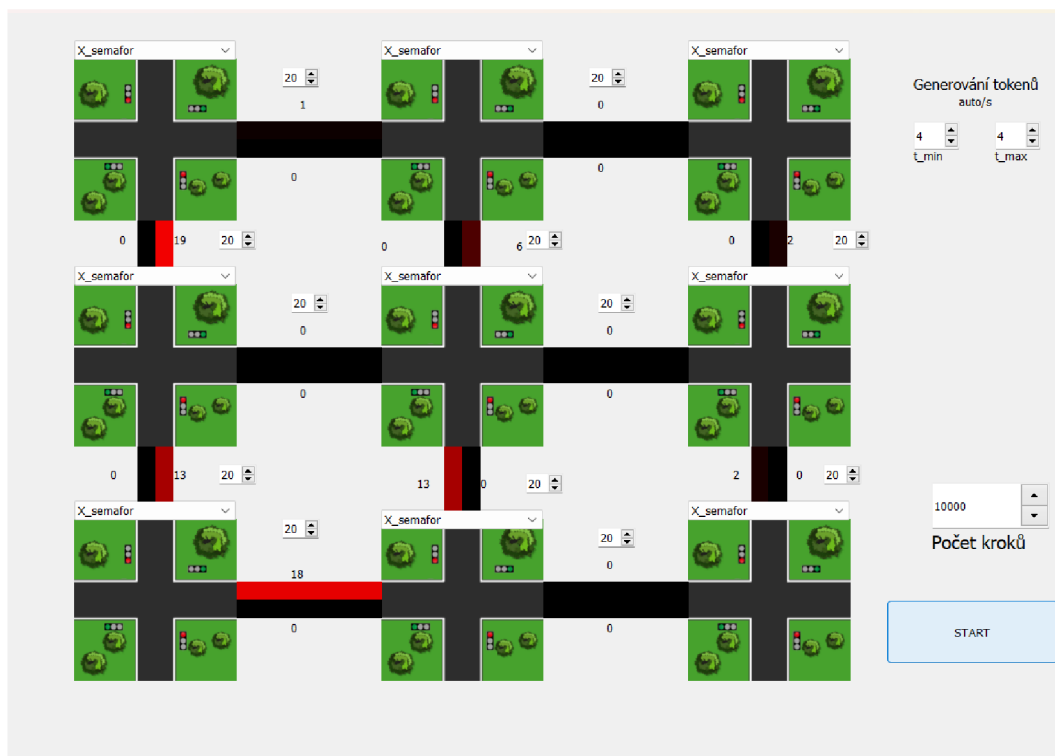 X_semafor X_semafor X_semafor
20 20
1 0
Generování tokenů
auto/s
4 4
t_min t_max
0 0
0 19 20 0 6 20 0 2 20
X_semafor X_semafor X_semafor
20 20
0 0
0 0
0 13 20 13 0 20 2 0 20
10000
Počet kroků
X_semafor X_semafor X_semafor
20 20
18 0
0 0
START